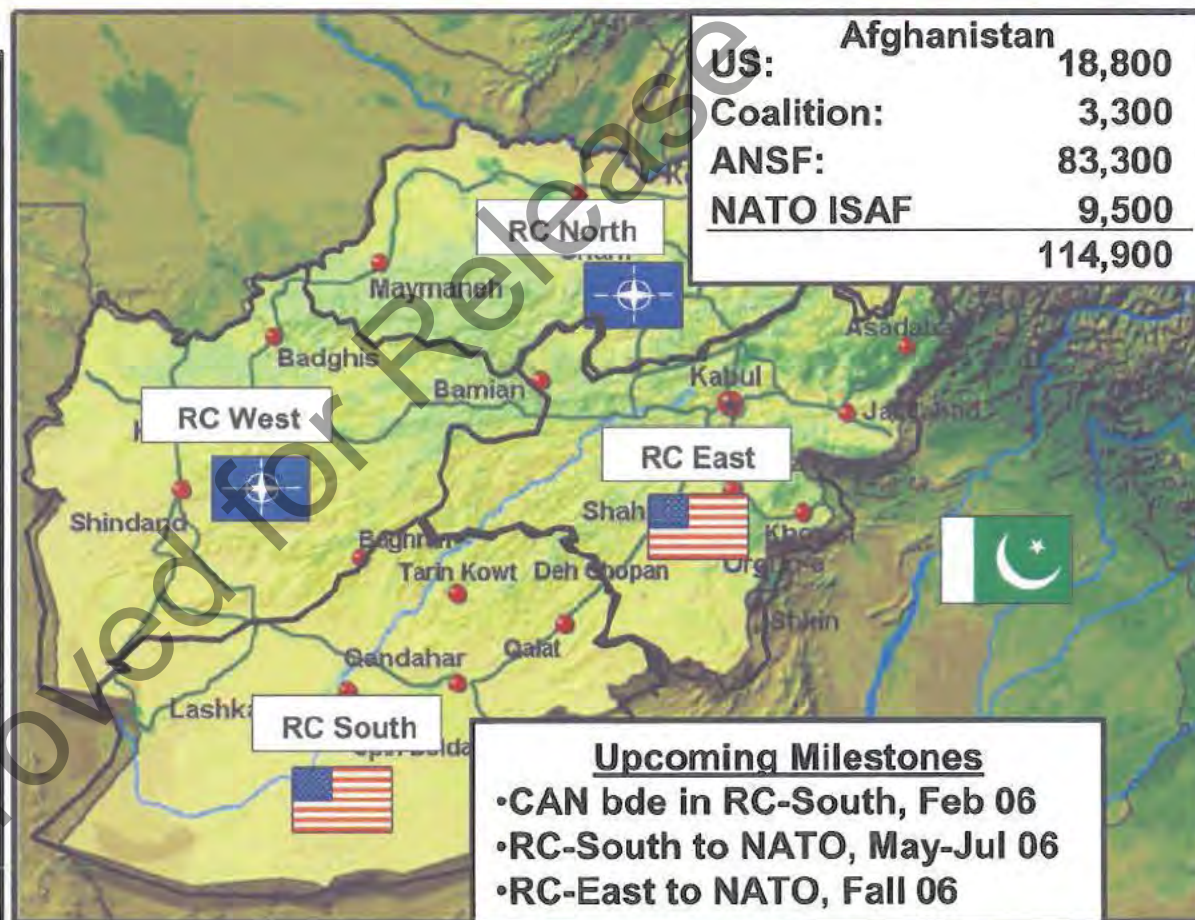 Afghanistan
US: 18,800
Coalition: 3,300
ANSF: 83,300
NATO ISAF 9,500
114,900
RC North
Maymaneh
Badghis
Bamian
Kabul
RC West
RC East
Shindand
Tarin Kowt
Deh Chopan
Qandahar
Qalat
RC South
Upcoming Milestones
•CAN bde in RC-South, Feb 06
•RC-South to NATO, May-Jul 06
•RC-East to NATO, Fall 06
for Release